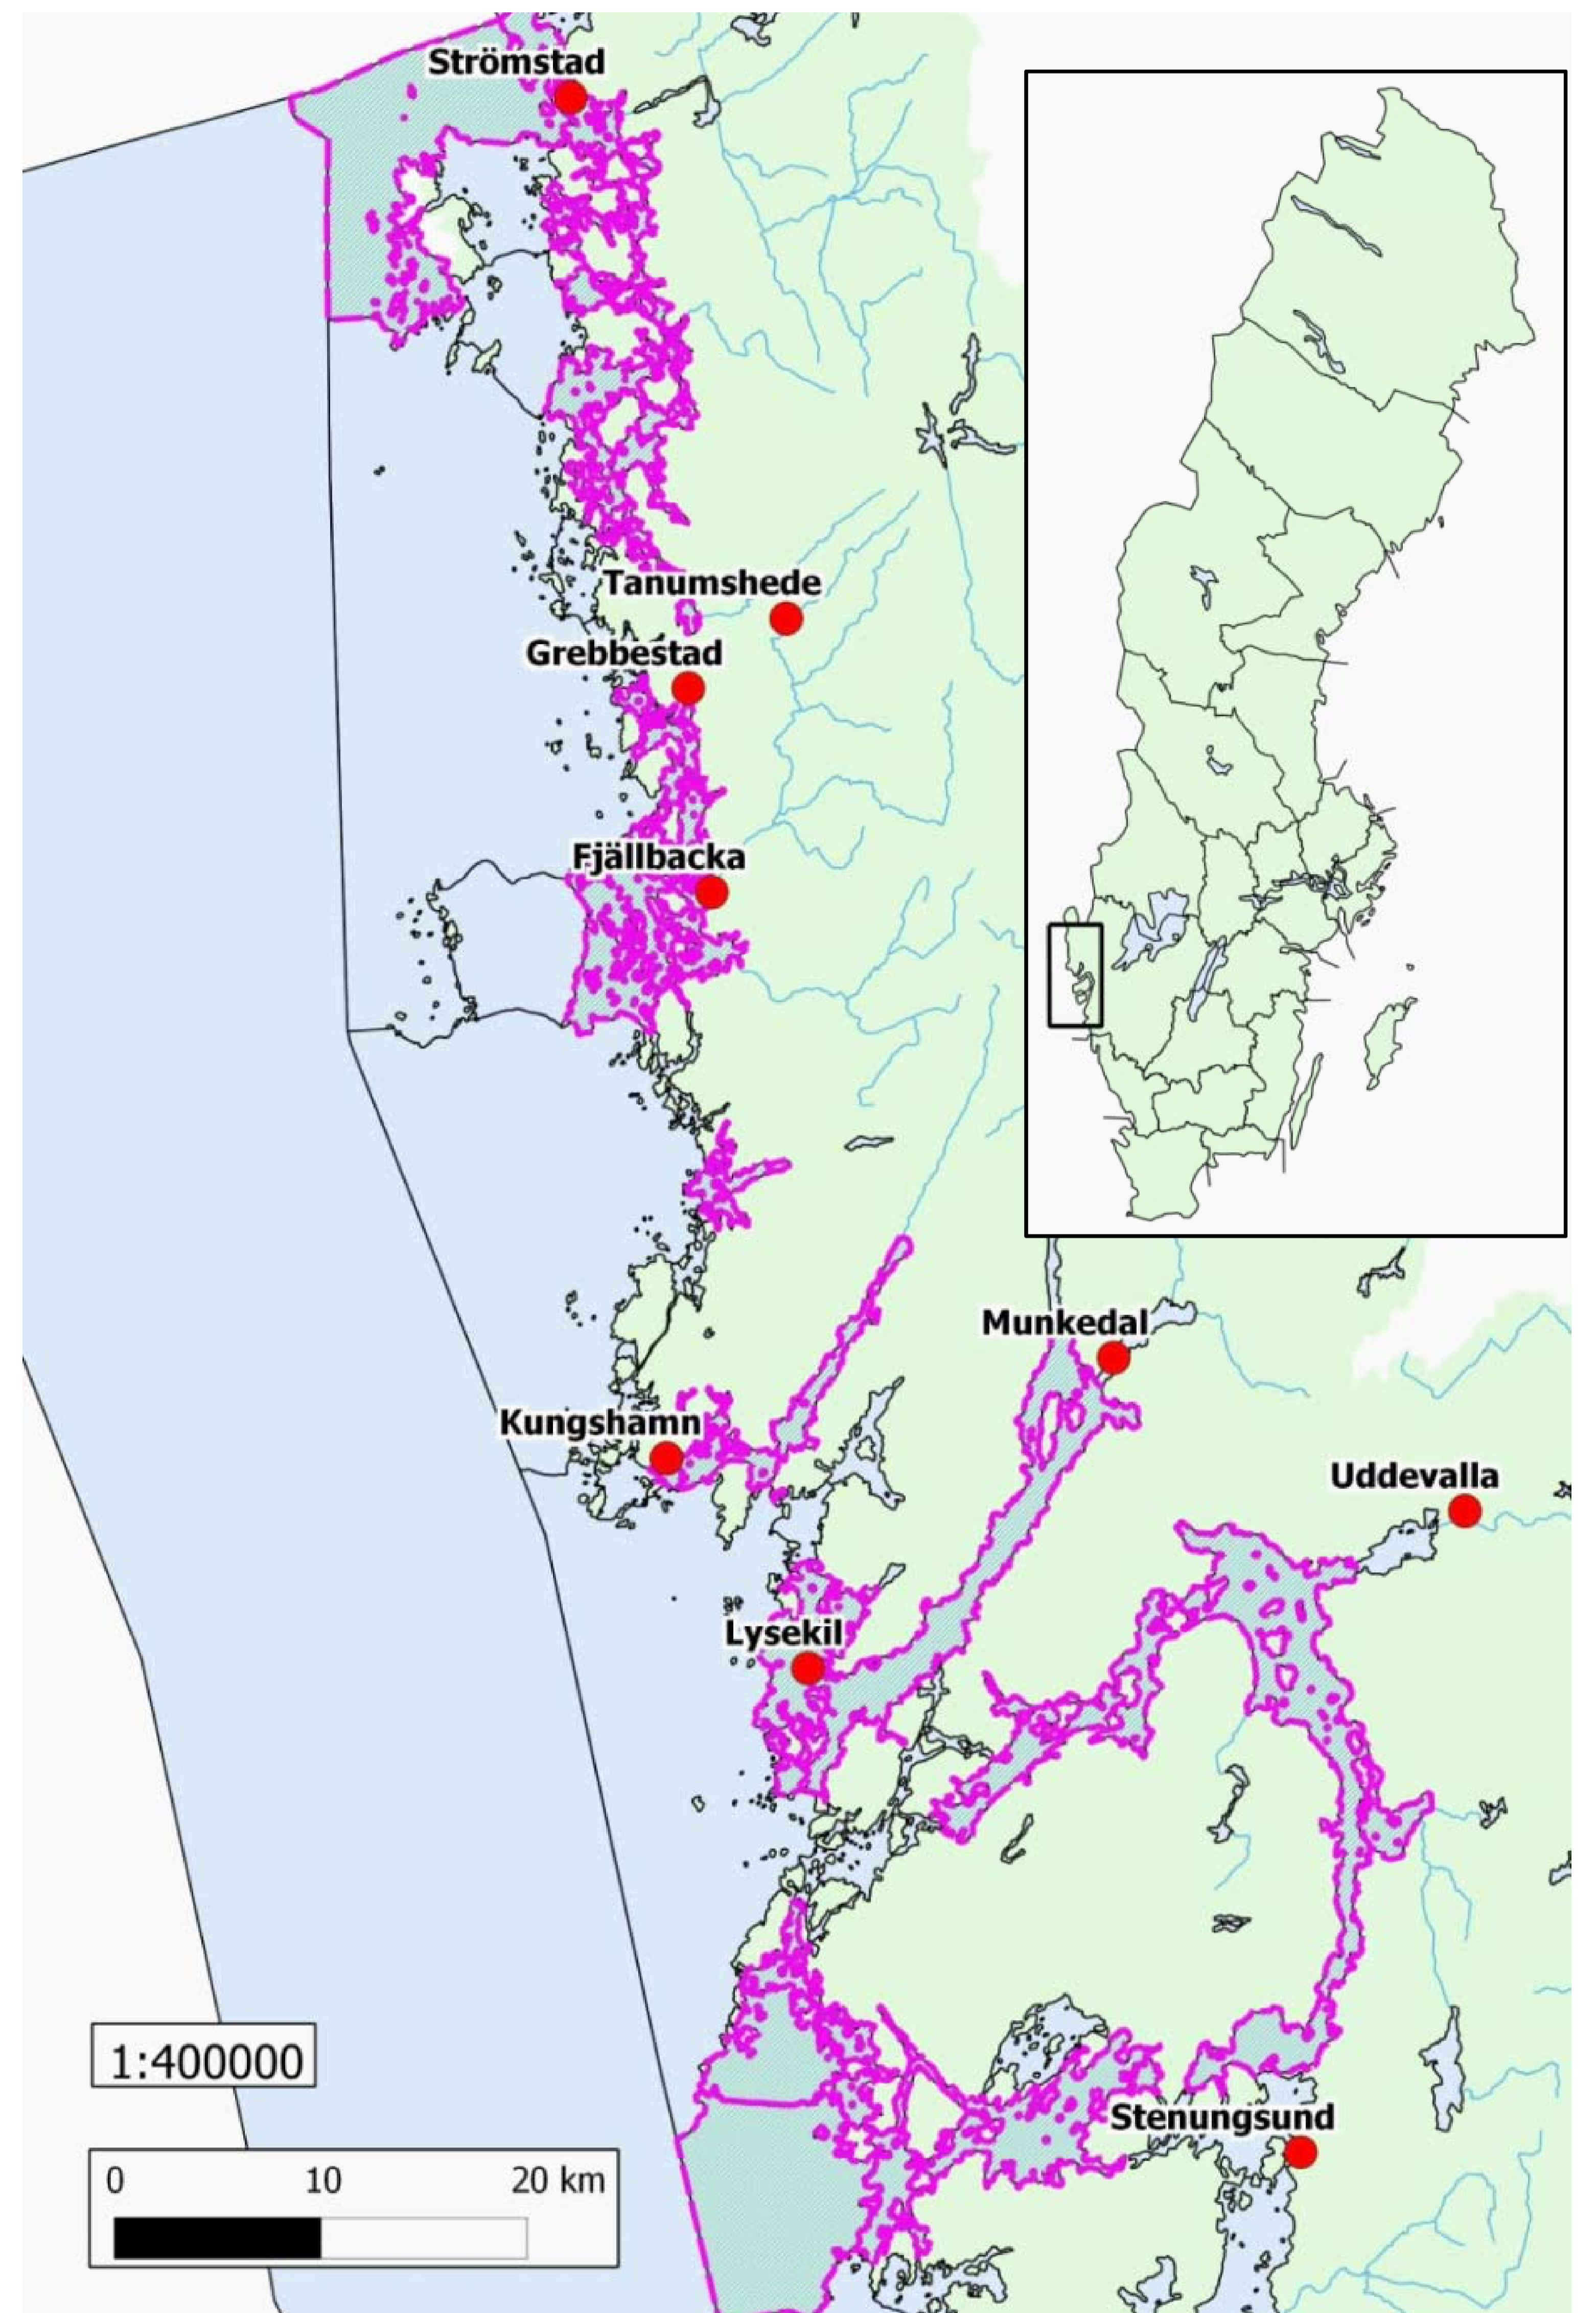 Strömstad
Tanumshede
Grebbestad
Fjällbacka
Munkedal
Kungshamn
Uddevalla
Lysekil
1:400000
Stenungsund
0 10 20 km